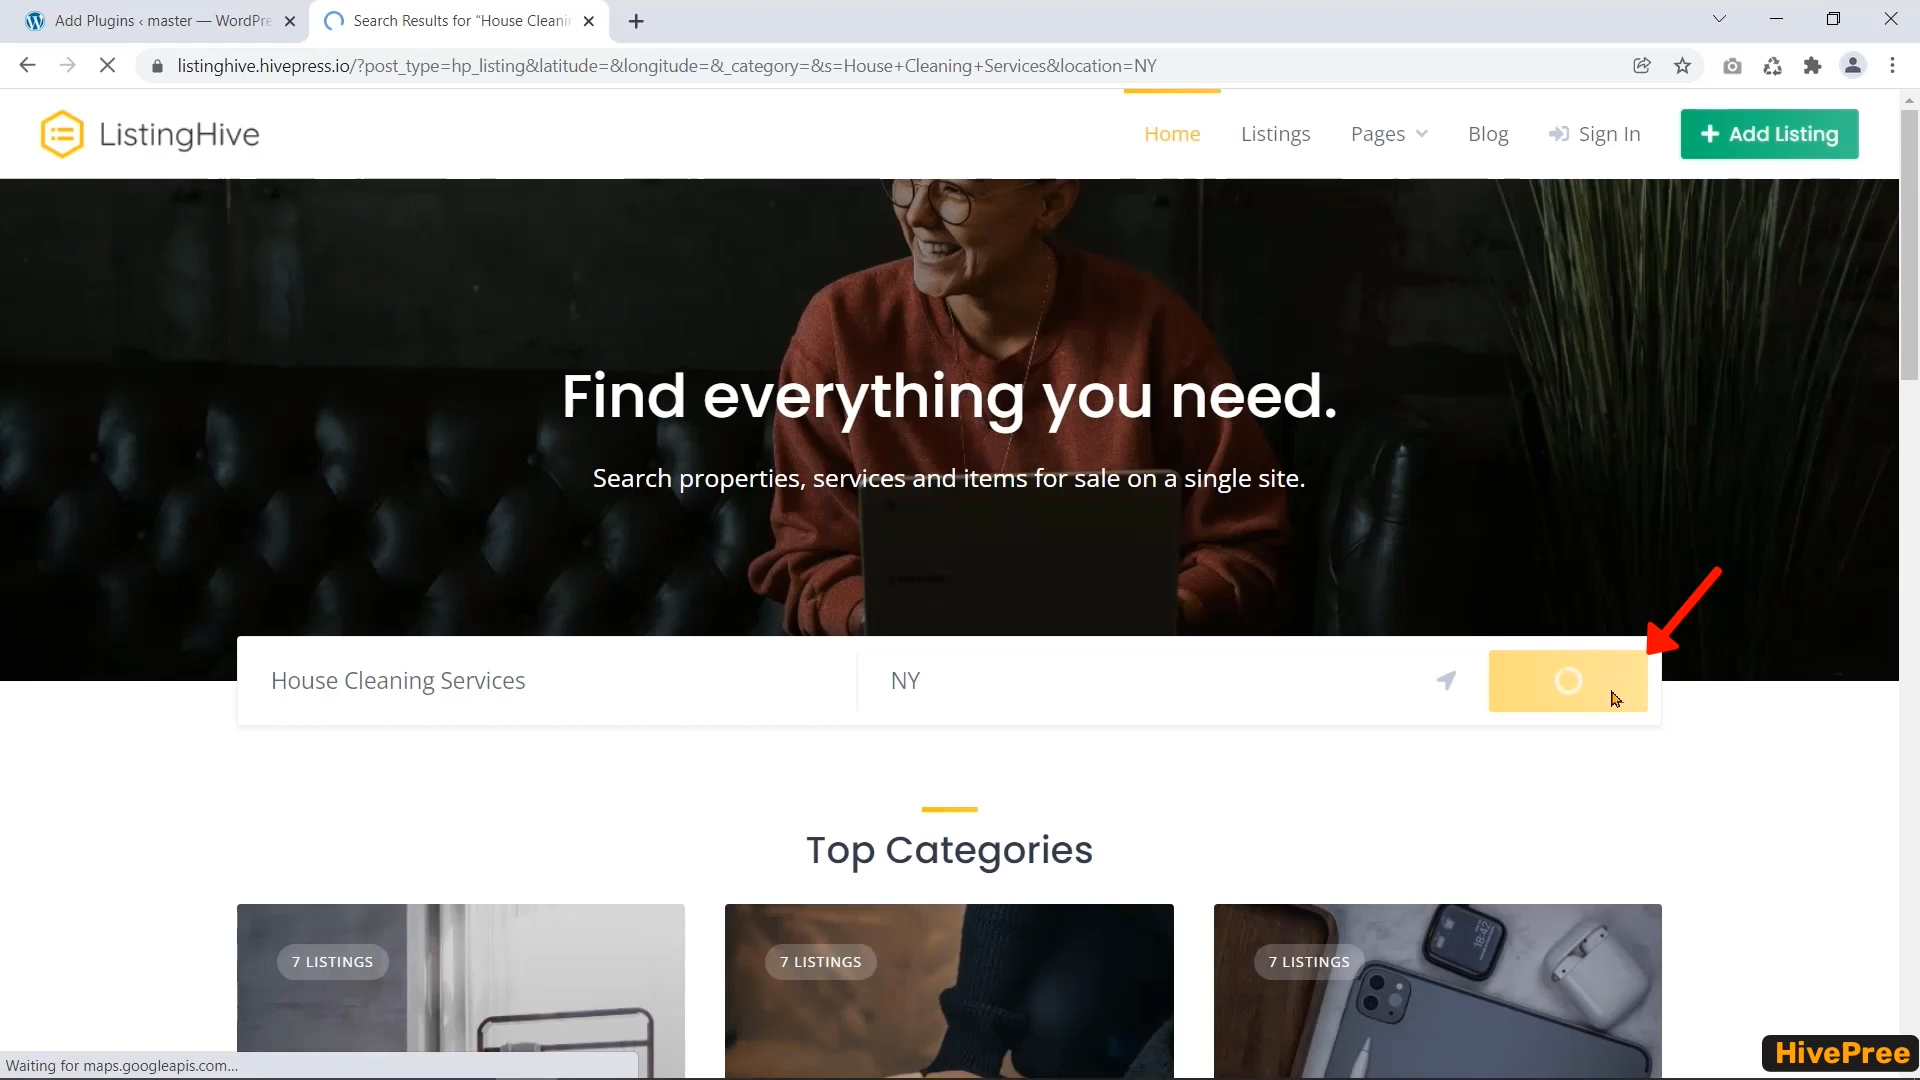 Add Plugins ‹ master — WordPre
Search Results for “House Cleani
listinghive.hivepress.io/?post_type=hp_listing&latitude=&longitude=&_category=&s=House+Cleaning+Services&location=NY
ListingHive
Home
Listings
Pages
Blog
Sign In
Add Listing
Find everything you need.
Search properties, services and items for sale on a single site.
House Cleaning Services
NY
Top Categories
7 LISTINGS
7 LISTINGS
7 LISTINGS
18:42
Waiting for maps.googleapis.com...
HivePree